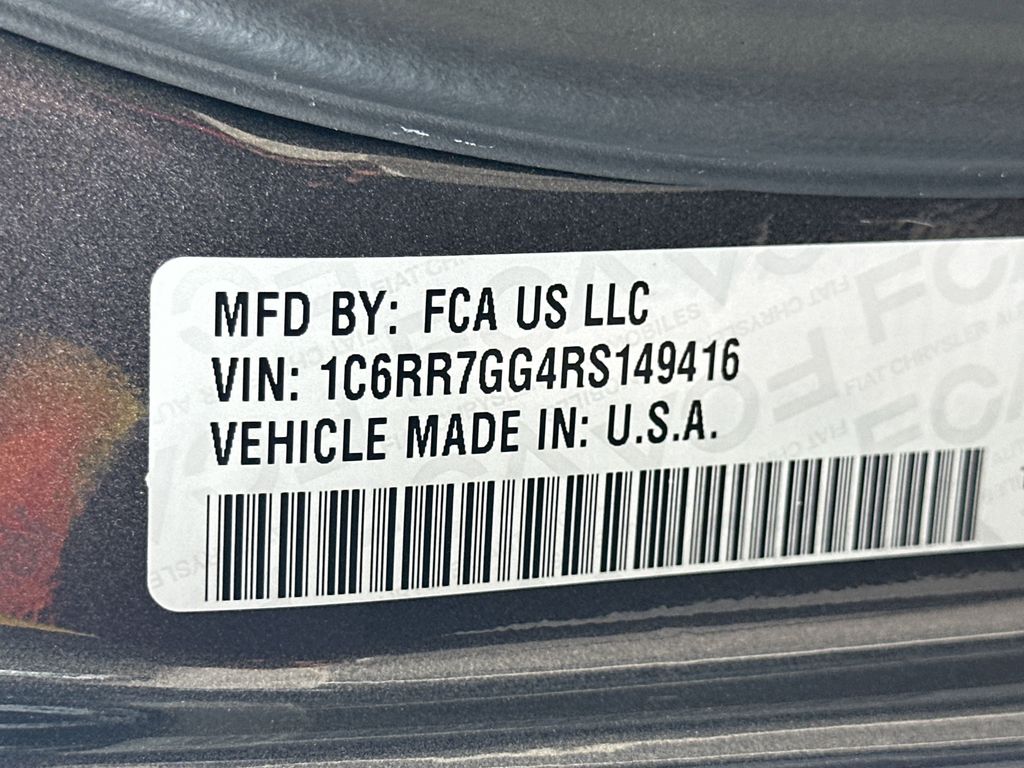 MFD BY: FCA US LLC
VIN: 1C6RR7GG4RS149416
VEHICLE MADE IN: U.S.A.